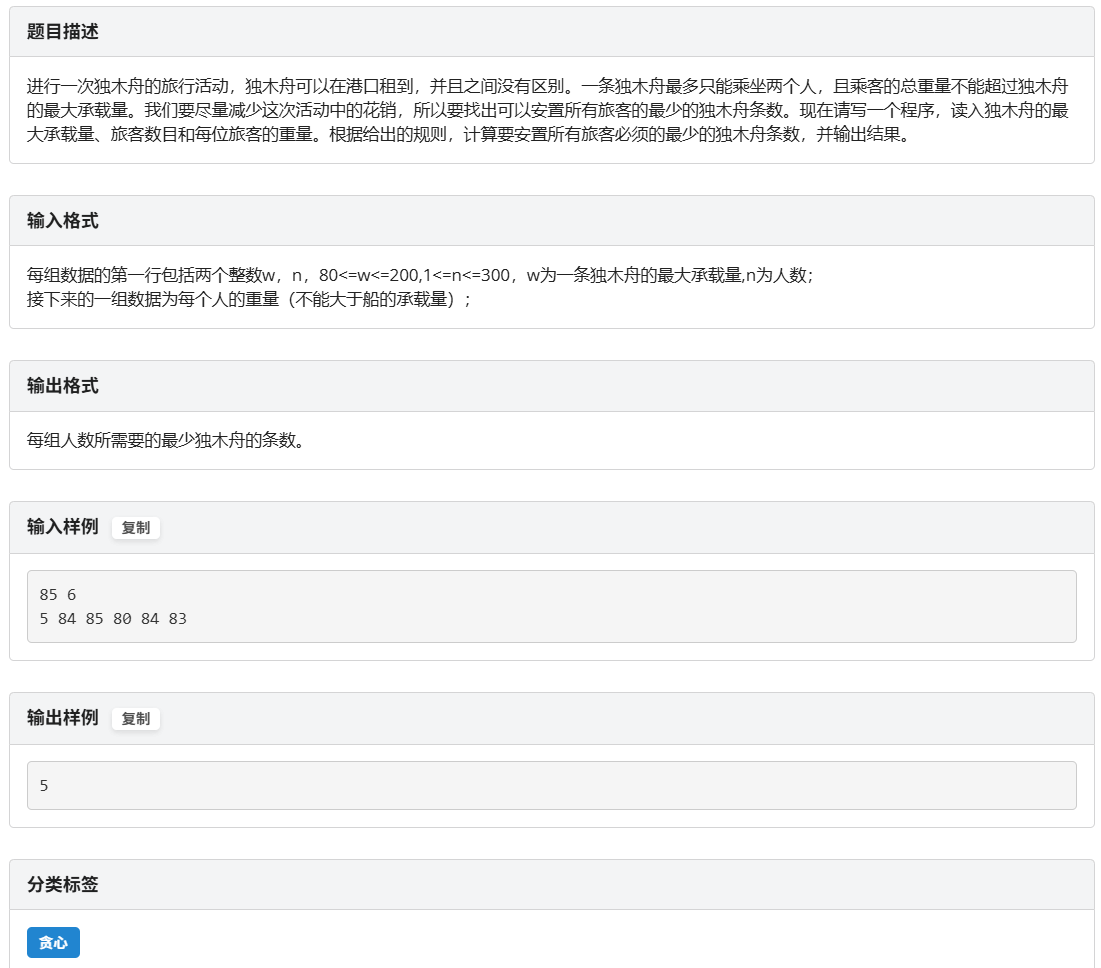 题目描述
进行一次独木舟的旅行活动，独木舟可以在港口租到，并且之间没有区别。一条独木舟最多只能乘坐两个人，且乘客的总重量不能超过独木舟
的最大承载量。我们要尽量减少这次活动中的花销，所以要找出可以安置所有旅客的最少的独木舟条数。现在请写一个程序，读入独木舟的最
大承载量、旅客数目和每位旅客的重量。根据给出的规则，计算要安置所有旅客必须的最少的独木舟条数，并输出结果。
输入格式
每组数据的第一行包括两个整数w，n，80<=w<=200,1<=n<=300，w为一条独木舟的最大承载量,n为人数；
接下来的一组数据为每个人的重量（不能大于船的承载量）；
输出格式
每组人数所需要的最少独木舟的条数。
输入样例 复制
85 6
5 84 85 80 84 83
输出样例 复制
5
分类标签
贪心